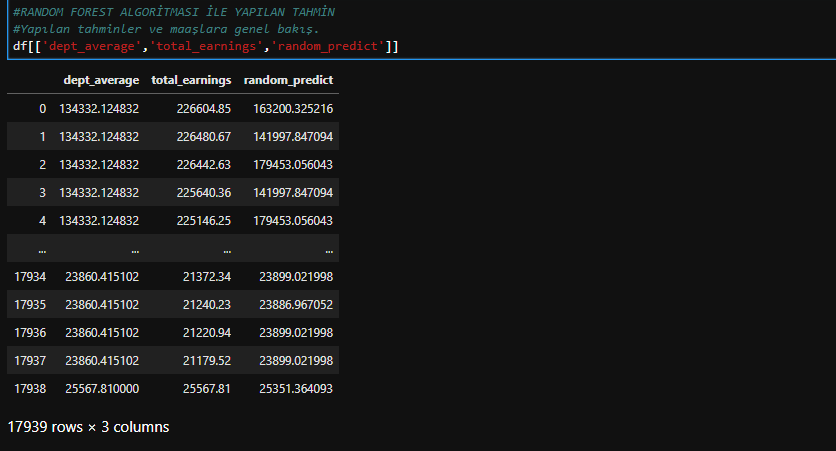 #RANDOM FOREST ALGORİTMASI İLE YAPILAN TAHMİN
#Yapılan tahminler ve maaşlara genel bakış.
df[['dept_average','total_earnings','random_predict']]
dept_average total_earnings random_predict
0 134332.124832 226604.85 163200.325216
1 134332.124832 226480.67 141997.847094
2 134332.124832 226442.63 179453.056043
3 134332.124832 225640.36 141997.847094
4 134332.124832 225146.25 179453.056043
... ... ... ...
17934 23860.415102 21372.34 23899.021998
17935 23860.415102 21240.23 23886.967052
17936 23860.415102 21220.94 23899.021998
17937 23860.415102 21179.52 23899.021998
17938 25567.810000 25567.81 25351.364093
17939 rows × 3 columns